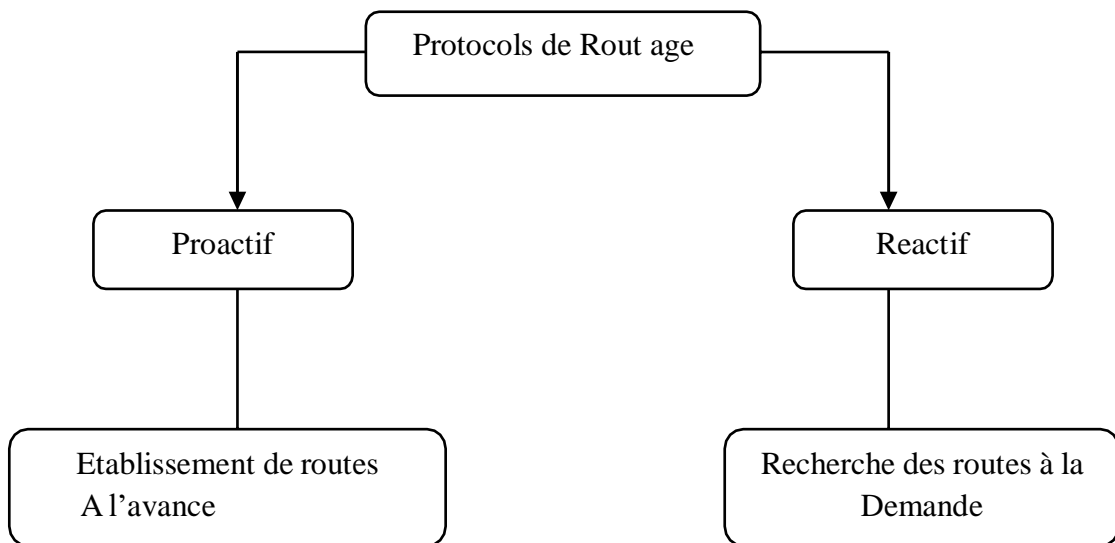 Protocols de Rout age
Proactif
Reactif
Etablissement de routes
A l’avance
Recherche des routes à la
Demande